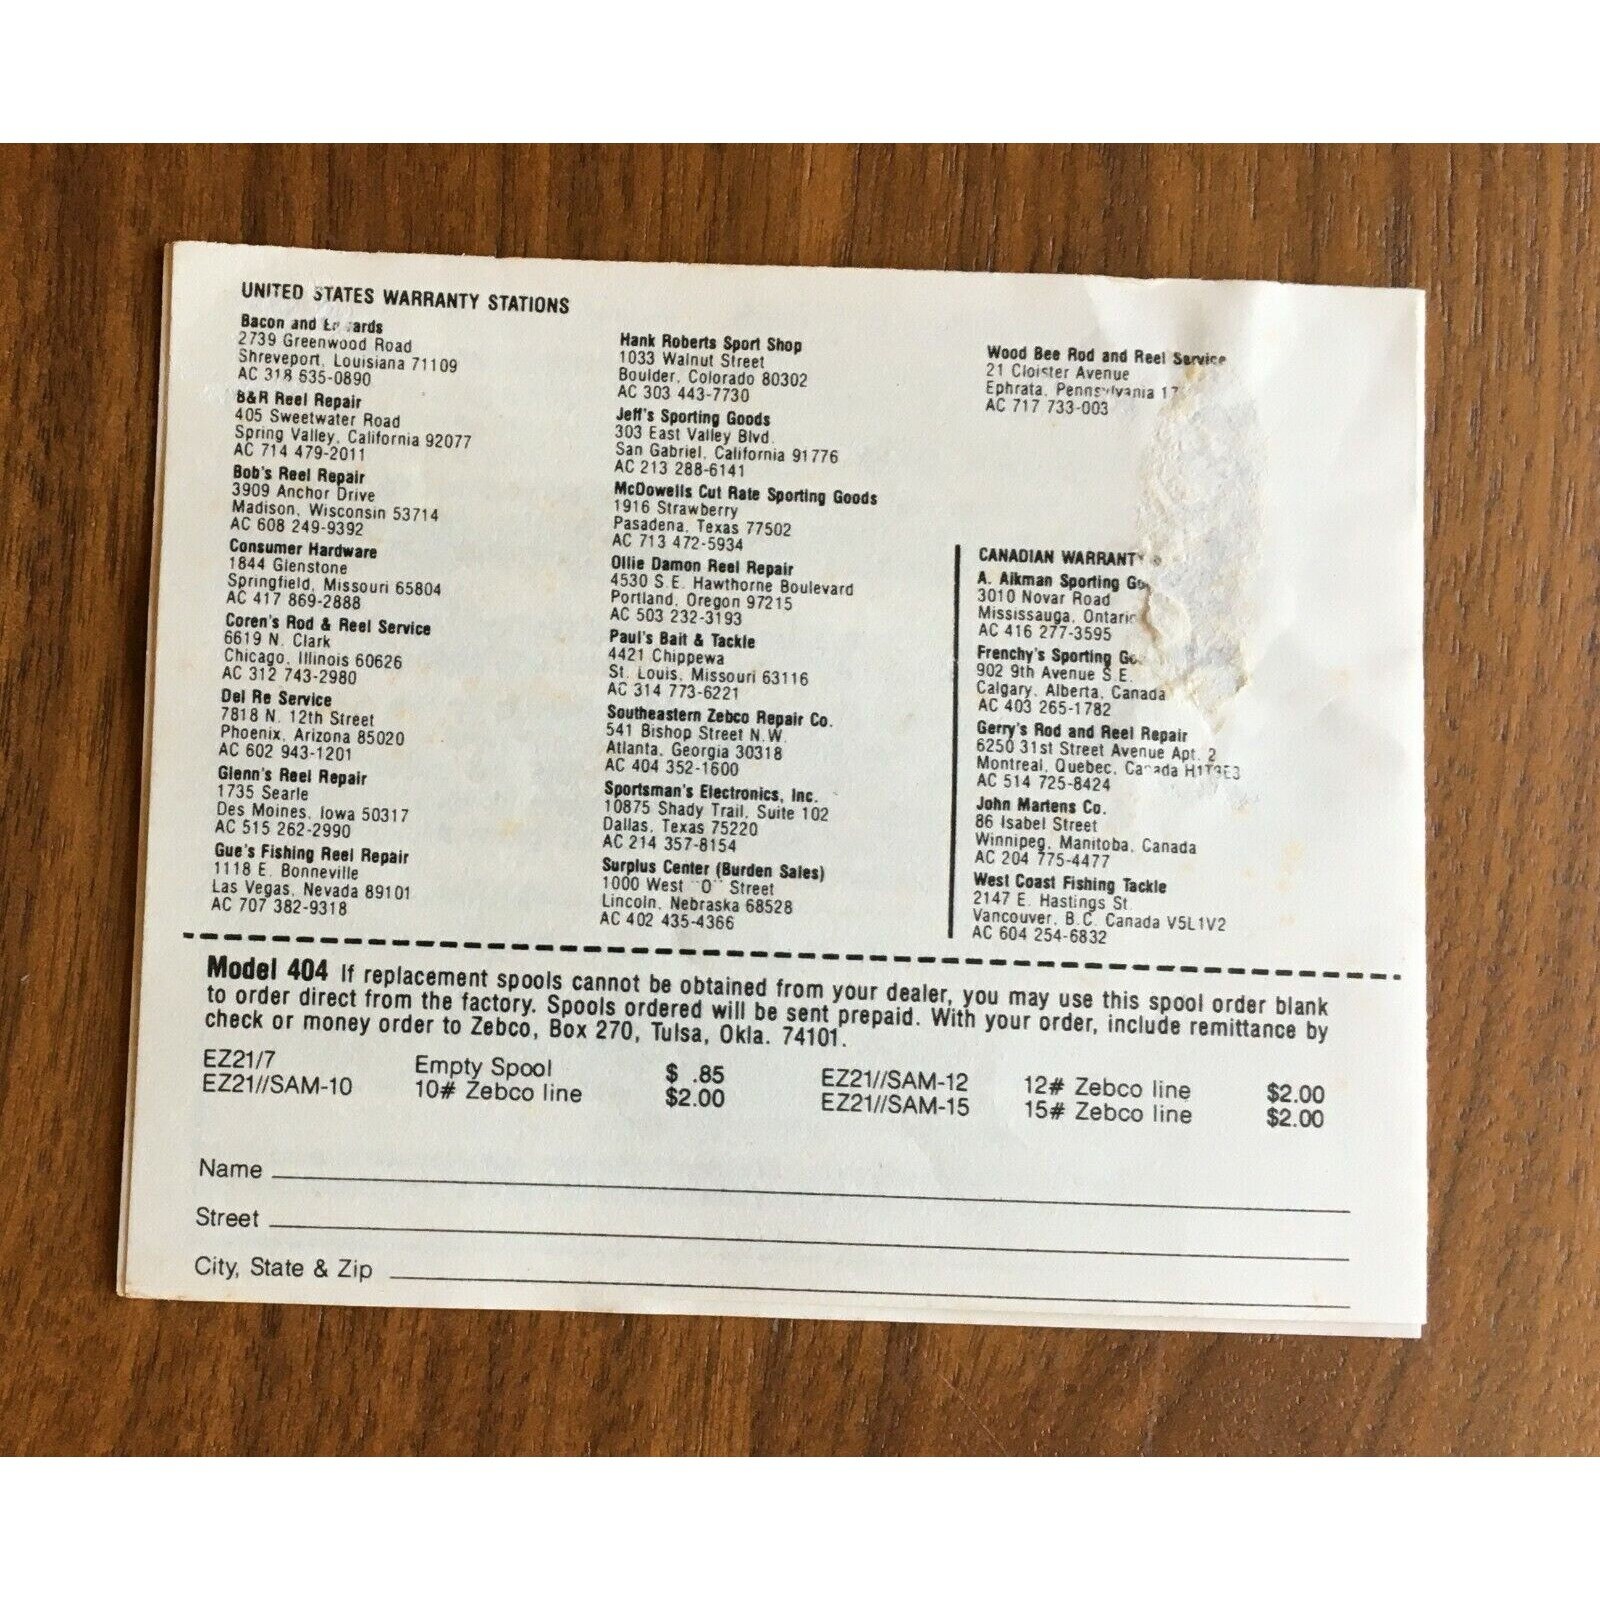 UNITED STATES WARRANTY STATIONS
Bacon and
2739 Greenwood Road
Shreveport, Louisiana 71109
AC 318 635-0890
B&R Reel Repair
405 Sweetwater Road
Spring Valley, California 92077
AC 714 479-2011
Bob's Reel Repair
3909 Anchor Drive
Madison, Wisconsin 53714
AC 608 249-9392
Consumer Hardware
1844 Glenstone
Springfield, Missouri 65804
AC 417 869-2888
Coren's Rod & Reel Service
6619 N. Clark
Chicago, Illinois 60626
AC 312 743-2980
Del Re Service
7818 N. 12th Street
Phoenix, Arizona 85020
AC 602 943-1201
Glenn's Reel Repair
1735 Searle
Des Moines, Iowa 50317
AC 515 262-2990
Gue's Fishing Reel Repair
1118 E. Bonneville
Las Vegas, Nevada 89101
AC 707 382-9318
Hank Roberts Sport Shop
1033 Walnut Street
Boulder, Colorado 80302
AC 303 443-7730
Jeff's Sporting Goods
303 East Valley Blvd.
San Gabriel, California 91776
AC 213 288-6141
McDowells Cut Rate Sporting Goods
1916 Strawberry
Pasadena, Texas 77502
AC 713 472-5934
Ollie Damon Reel Repair
4530 S.E. Hawthorne Boulevard
Portland, Oregon 97215
AC 503 232-3193
Paul's Bait & Tackle
4421 Chippewa
St. Louis, Missouri 63116
AC 314 773-6221
Southeastern Zebco Repair Co.
541 Bishop Street N.W.
Atlanta, Georgia 30318
AC 404 352-1600
Sportsman's Electronics, Inc.
10875 Shady Trail, Suite 102
Dallas, Texas 75220
AC 214 357-8154
Surplus Center (Burden Sales)
1000 West "O" Street
Lincoln, Nebraska 68528
AC 402 435-4366
Wood Bee Rod and Reel Service
21 Cloister Avenue
Ephrata, Pennsylvania
AC 717 733-003
CANADIAN WARRANTY
A. Aikman Sporting
3010 Novar Road
Mississauga, Ontario
AC 416 277-3595
Frenchy's Sporting
902 9th Avenue S.E.
Calgary, Alberta, Canada
AC 403 265-1782
Gerry's Rod and Reel Repair
6250 31st Street Avenue Apt. 2
Montreal, Quebec, Canada
AC 514 725-8424
John Martens Co.
86 Isabel Street
Winnipeg, Manitoba, Canada
AC 204 775-4477
West Coast Fishing Tackle
2147 E. Hastings St.
Vancouver, B.C. Canada V5L1V2
AC 604 254-6832
Model 404 If replacement spools cannot be obtained from your dealer, you may use this spool order blank
to order direct from the factory. Spools ordered will be sent prepaid. With your order, include remittance by
check or money order to Zebco, Box 270, Tulsa, Okla. 74101.
EZ21/7 Empty Spool $ .85
EZ21//SAM-10 10# Zebco line $2.00
EZ21//SAM-12 12# Zebco line $2.00
EZ21//SAM-15 15# Zebco line $2.00
Name
Street
City, State & Zip